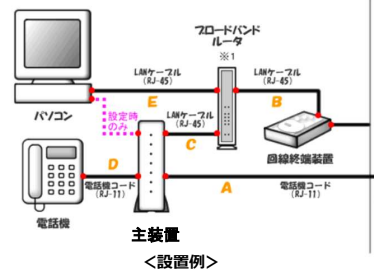 ブロードバンド
ルータ
※1
LANケーブル
(RJ-45)
LANケーブル
(RJ-45)
E
B
パソコン
設定時
のみ
LANケーブル
(RJ-45)
C
回線終端装置
D
電話機コード
(RJ-11)
A
電話機コード
(RJ-11)
電話機
主装置
<設置例>